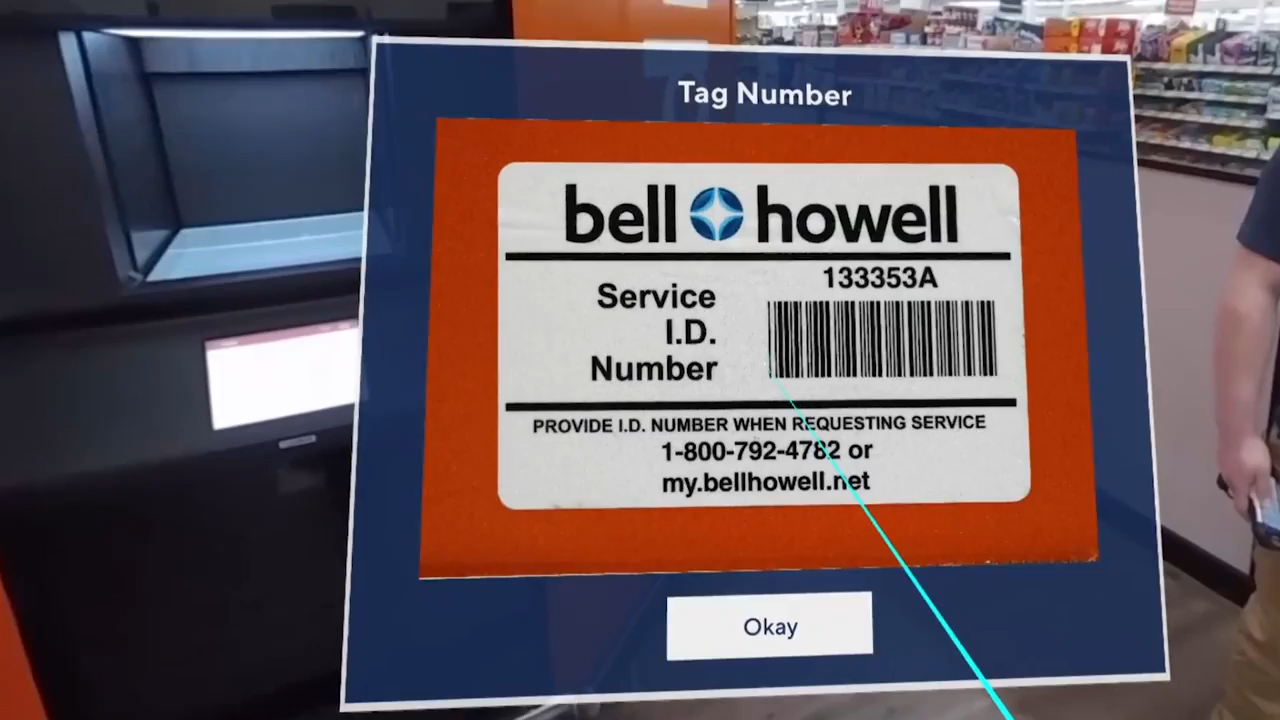 Tag Number
bell howell
133353A
Service
I.D.
Number
PROVIDE I.D. NUMBER WHEN REQUESTING SERVICE
1-800-792-4782 or
my.bellhowell.net
Okay